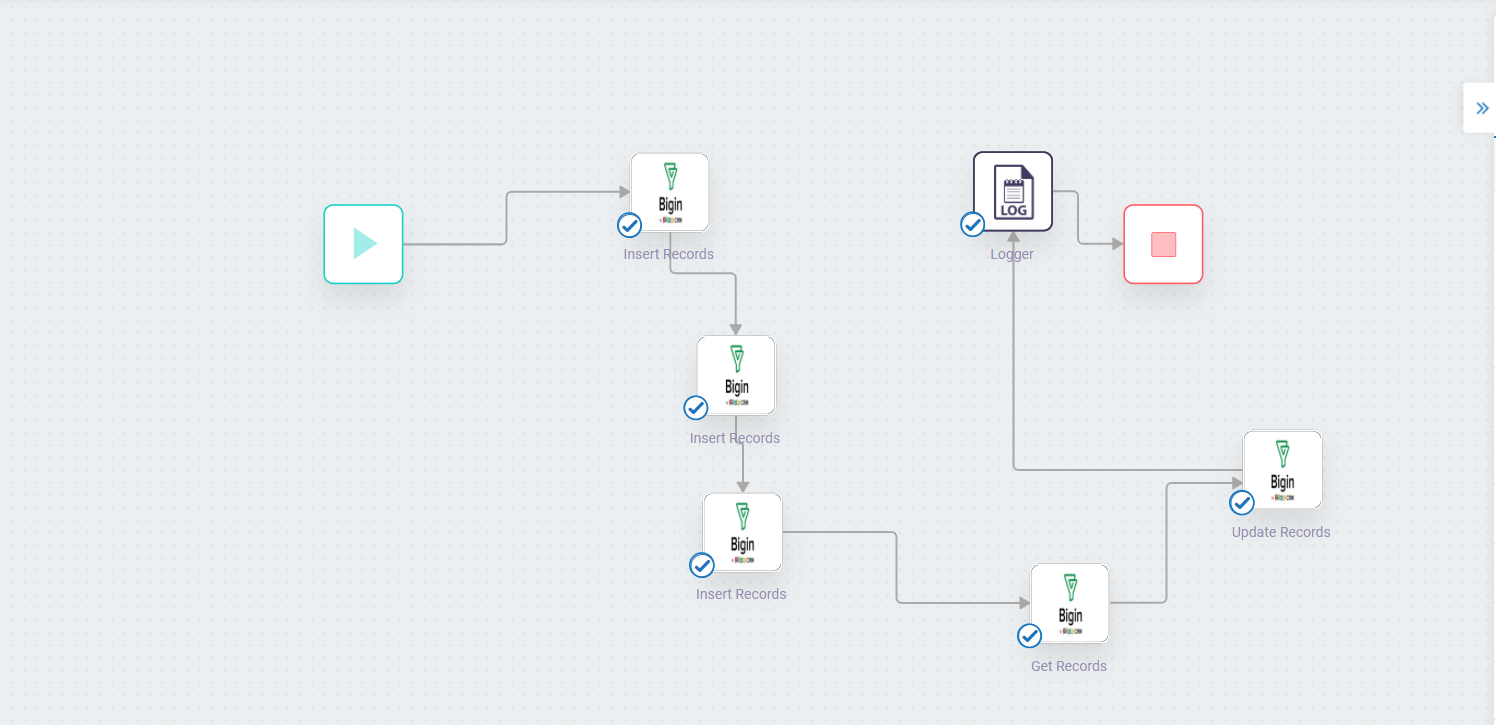 Bigin
Insert Records
LOG
Logger
Bigin
Insert Records
Bigin
Insert Records
Bigin
Update Records
Bigin
Get Records